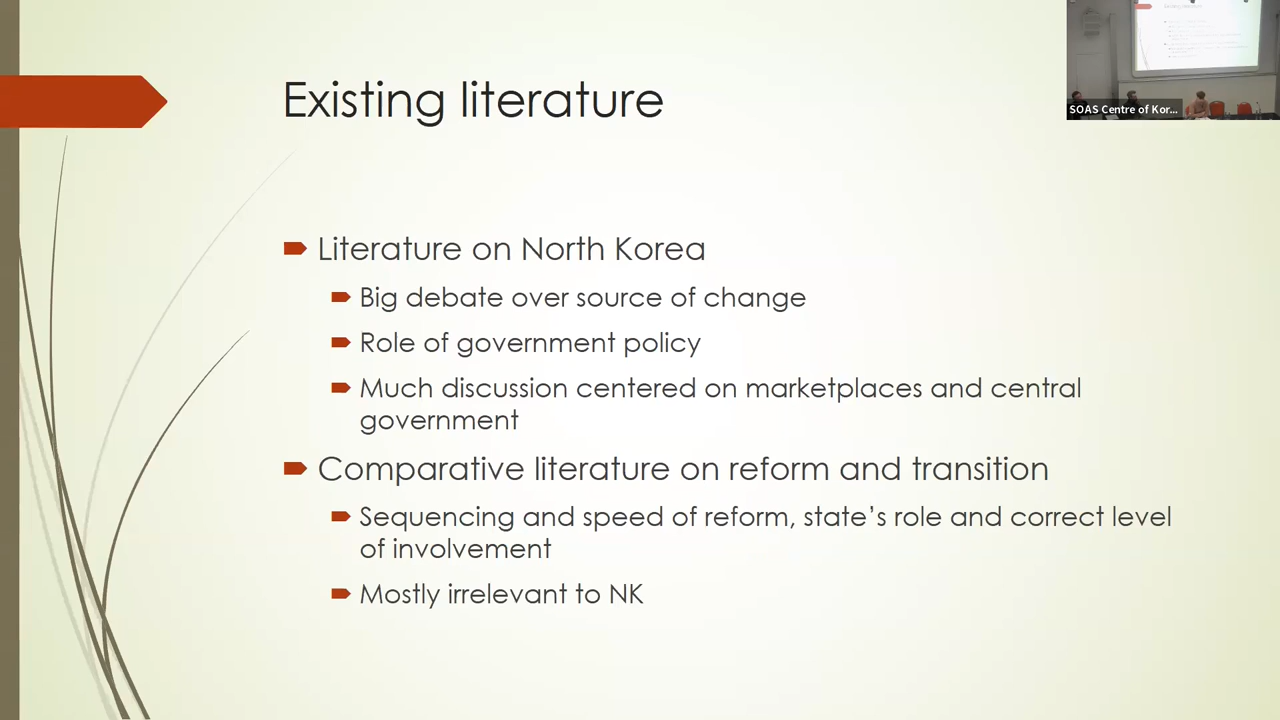 Existing literature
SOAS Centre of Kor...
Literature on North Korea
Big debate over source of change
Role of government policy
Much discussion centered on marketplaces and central
government
Comparative literature on reform and transition
Sequencing and speed of reform, state's role and correct level
of involvement
Mostly irrelevant to NK